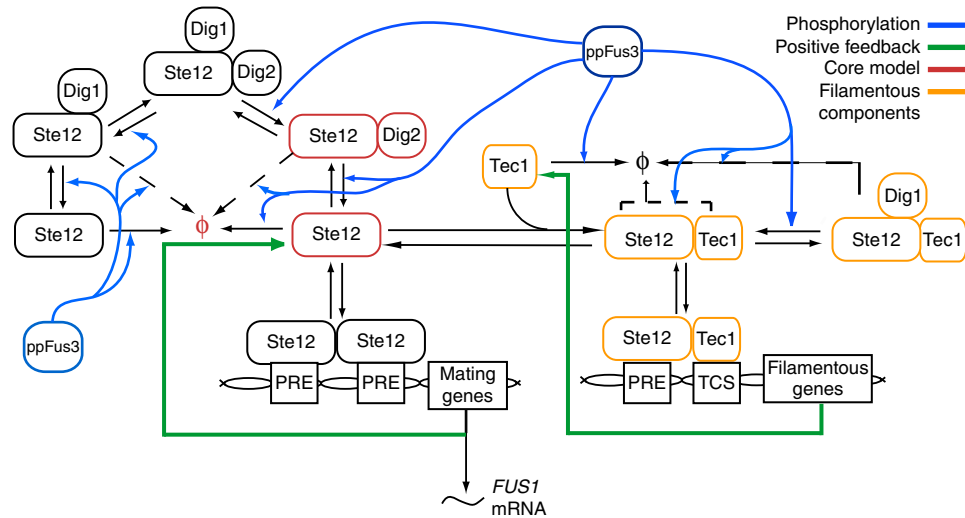 Dig1
Ste12
Dig2
ppFus3
Phosphorylation
Positive feedback
Core model
Filamentous
components
Dig1
Ste12
Ste12
Dig2
Tec1
ϕ
Dig1
Ste12
ϕ
Ste12
Ste12
Tec1
Ste12
Tec1
ppFus3
Ste12
Ste12
PRE
PRE
Mating
genes
Ste12
Tec1
PRE
TCS
Filamentous
genes
FUS1
mRNA